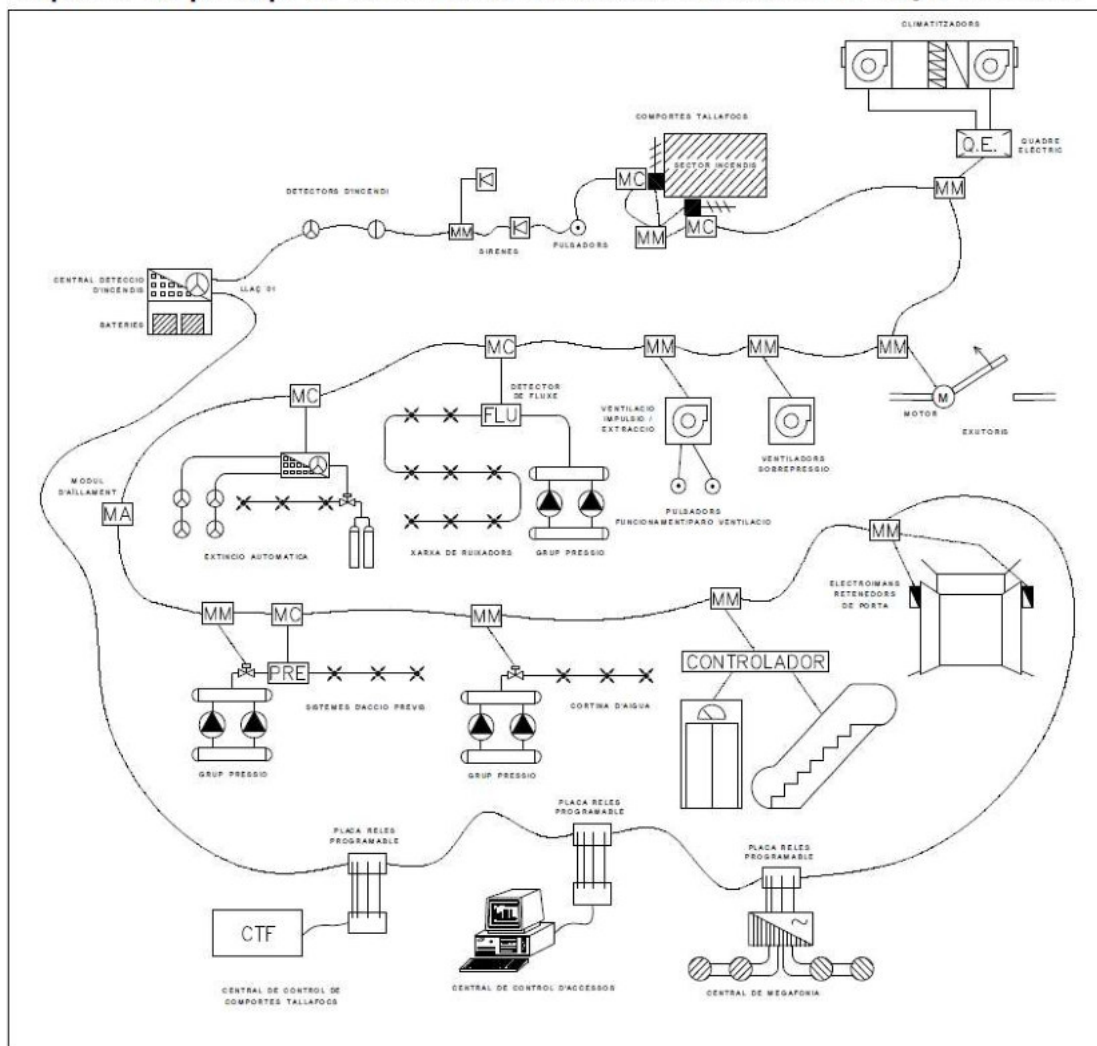 CLIMATITZADORS
COMPORTES TALLAFOCS
Q.E.
QUADRE
ELÈCTRIC
SECTOR INCENDIS
MC
MM
DETECTORS D'INCENDI
MM
SIRENES
PULSADORS
MM
MC
CENTRAL DETECCIO
D'INCENDIS
LLAÇ 01
BATERIES
MC
MM
MM
MM
MC
DETECTOR
DE FLUXE
FLU
VENTILACIO
IMPULSIO /
EXTRACCIO
M
MOTOR
EXUTORIS
VENTILADORS
SOBREPRESSIO
MODUL
D'AÏLLAMENT
MA
PULSADORS
FUNCIONAMENT/PARO VENTILACIO
EXTINCIO AUTOMATICA
XARXA DE RUIXADORS
GRUP PRESSIO
MM
ELECTROIMANS
RETENEDORS
DE PORTA
MM
MC
MM
MM
PRE
CONTROLADOR
SISTEMES D'ACCIO PREVIS
CORTINA D'AIGUA
GRUP PRESSIO
GRUP PRESSIO
PLACA RELES
PROGRAMABLE
PLACA RELES
PROGRAMABLE
PLACA RELES
PROGRAMABLE
CTF
CENTRAL DE CONTROL DE
COMPORTES TALLAFOCS
CENTRAL DE CONTROL D'ACCESSOS
CENTRAL DE MEGAFONIA